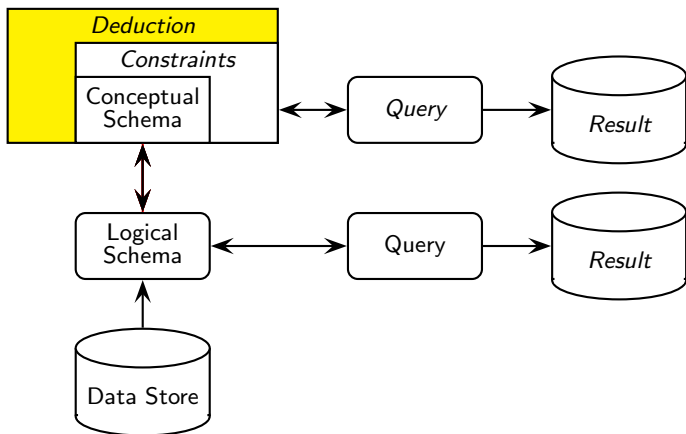 Deduction
Constraints
Conceptual
Schema
Query
Result
Logical
Schema
Query
Result
Data Store